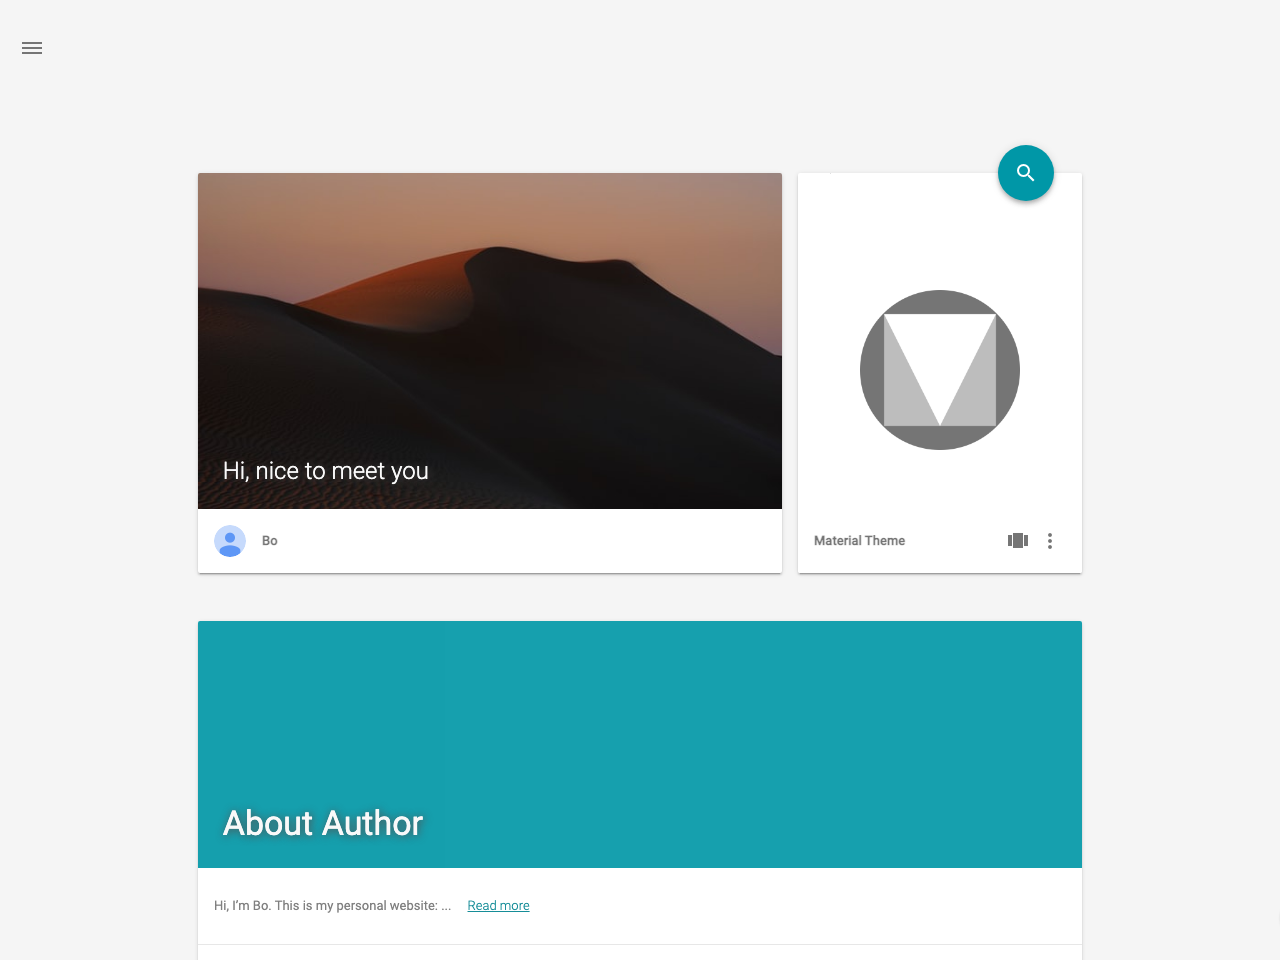 Hi, nice to meet you
Bo
Material Theme
About Author
Hi, I’m Bo. This is my personal website: ... Read more